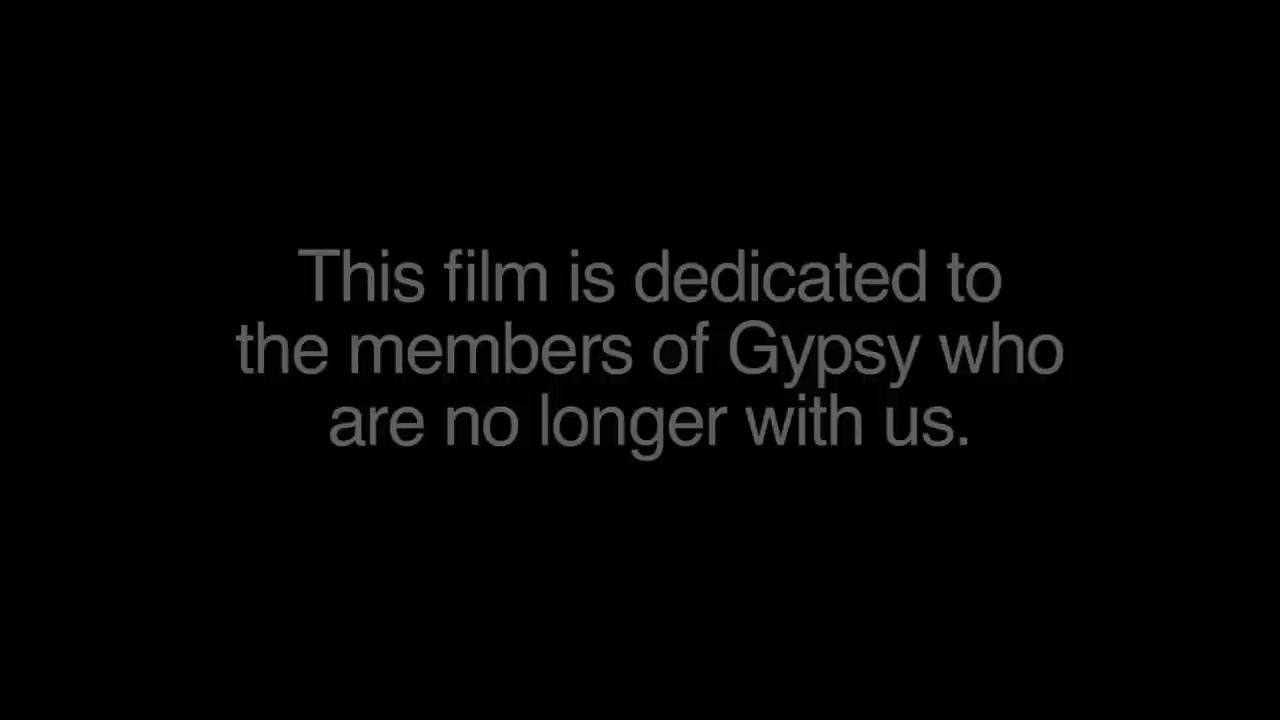 This film is dedicated to
the members of Gypsy who
are no longer with us.